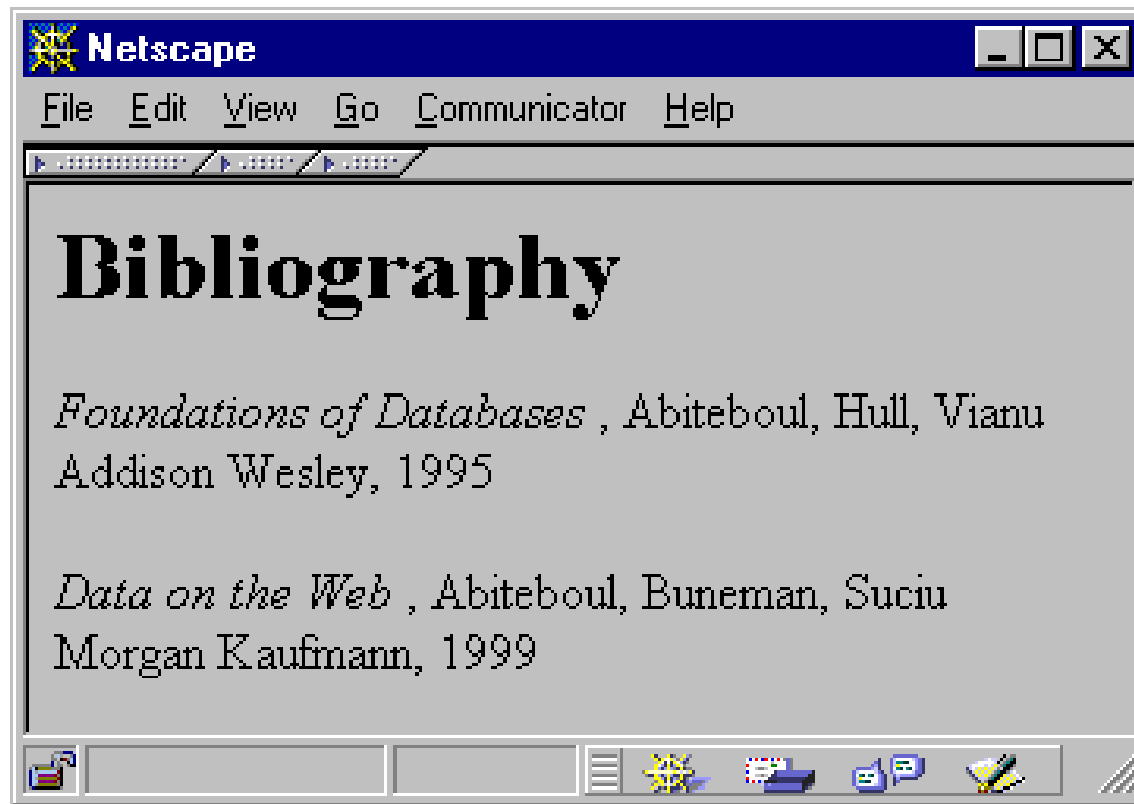 Netscape
File Edit View Go Communicator Help
Bibliography
Foundations of Databases , Abiteboul, Hull, Vianu
Addison Wesley, 1995
Data on the Web , Abiteboul, Buneman, Suciu
Morgan Kaufmann, 1999